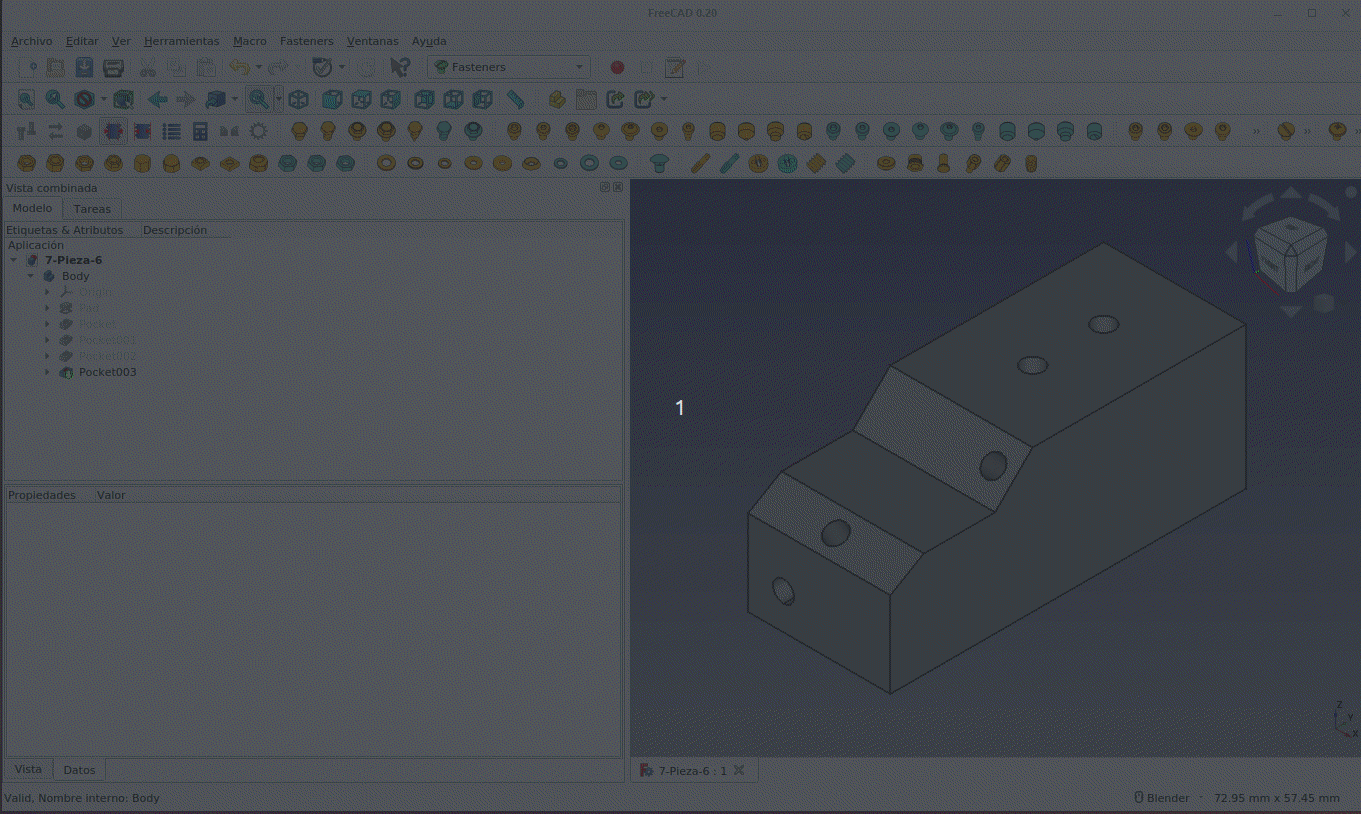 FreeCAD 0.20
Archivo Editar Ver Herramientas Macro Fasteners Ventanas Ayuda
Fasteners
Vista combinada
Modelo Tareas
Etiquetas & Atributos Descripción
Aplicación
7-Pieza-6
Body
Origin
Pad
Pocket
Pocket001
Pocket002
Pocket003
Propiedades Valor
Vista Datos
1
Z
Y
X
7-Pieza-6 : 1
Valid, Nombre interno: Body
Blender
72.95 mm x 57.45 mm